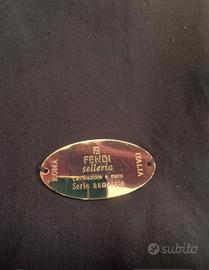 FENDI
selleria
Lavorazione a mano
Serie numerata
ROMA
ITALIA
subito